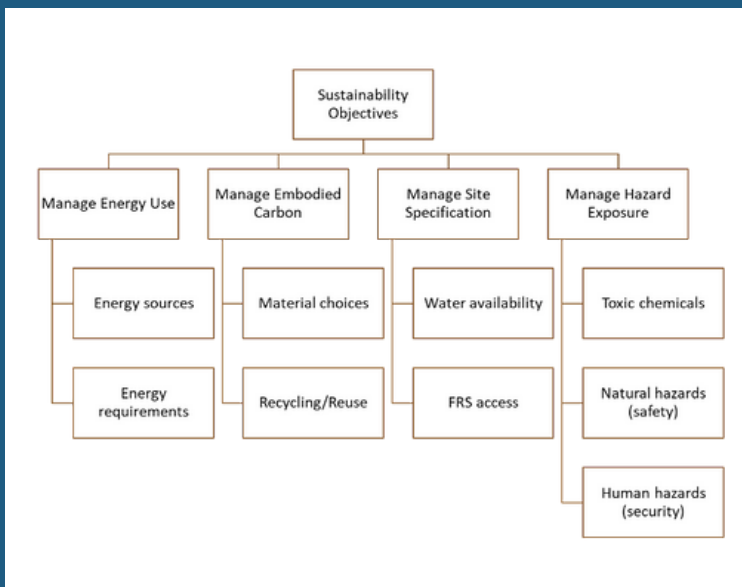 Sustainability
Objectives
Manage Energy Use
Manage Embodied
Carbon
Manage Site
Specification
Manage Hazard
Exposure
Energy sources
Material choices
Water availability
Toxic chemicals
Energy
requirements
Recycling/Reuse
FRS access
Natural hazards
(safety)
Human hazards
(security)